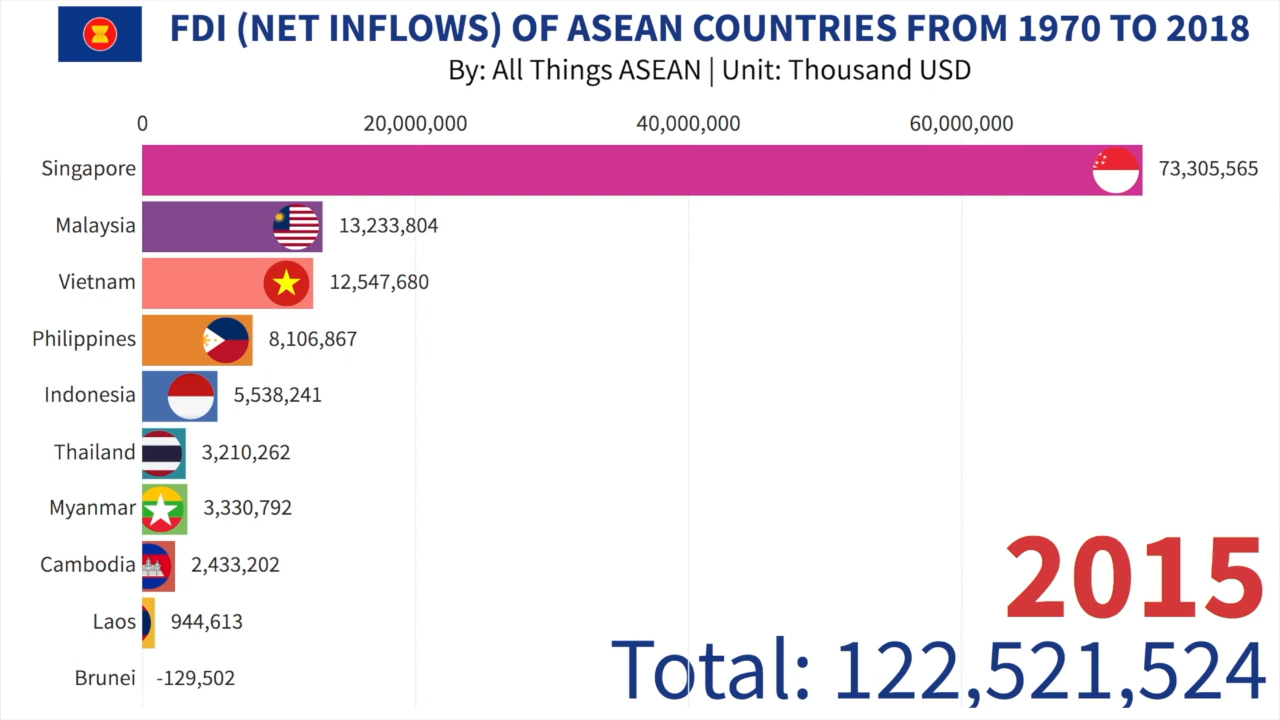 FDI (NET INFLOWS) OF ASEAN COUNTRIES FROM 1970 TO 2018
By: All Things ASEAN | Unit: Thousand USD
0 20,000,000 40,000,000 60,000,000
Singapore 73,305,565
Malaysia 13,233,804
Vietnam 12,547,680
Philippines 8,106,867
Indonesia 5,538,241
Thailand 3,210,262
Myanmar 3,330,792
Cambodia 2,433,202
Laos 944,613
Brunei -129,502
2015
Total: 122,521,524